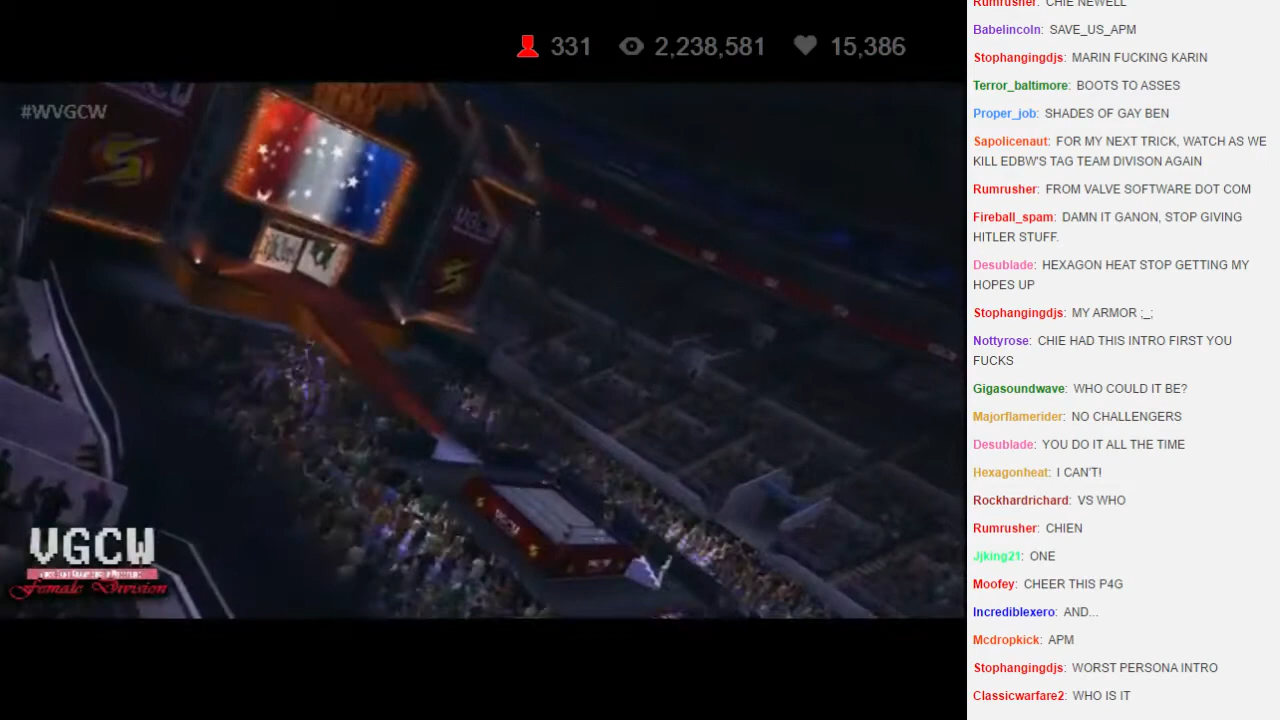 331 2,238,581 15,386
#WVGCW
VGCW
VGCW
Female Division
Rumrusher: CHIE NEWELL
Babelincoln: SAVE_US_APM
Stophangingdjs: MARIN FUCKING KARIN
Terror_baltimore: BOOTS TO ASSES
Proper_job: SHADES OF GAY BEN
Sapolicenaut: FOR MY NEXT TRICK, WATCH AS WE
KILL EDBW'S TAG TEAM DIVISON AGAIN
Rumrusher: FROM VALVE SOFTWARE DOT COM
Fireball_spam: DAMN IT GANON, STOP GIVING
HITLER STUFF.
Desublade: HEXAGON HEAT STOP GETTING MY
HOPES UP
Stophangingdjs: MY ARMOR ;_;
Nottyrose: CHIE HAD THIS INTRO FIRST YOU
FUCKS
Gigasoundwave: WHO COULD IT BE?
Majorflamerider: NO CHALLENGERS
Desublade: YOU DO IT ALL THE TIME
Hexagonheat: I CAN'T!
Rockhardrichard: VS WHO
Rumrusher: CHIEN
Jjking21: ONE
Moofey: CHEER THIS P4G
Incrediblexero: AND...
Mcdropkick: APM
Stophangingdjs: WORST PERSONA INTRO
Classicwarfare2: WHO IS IT